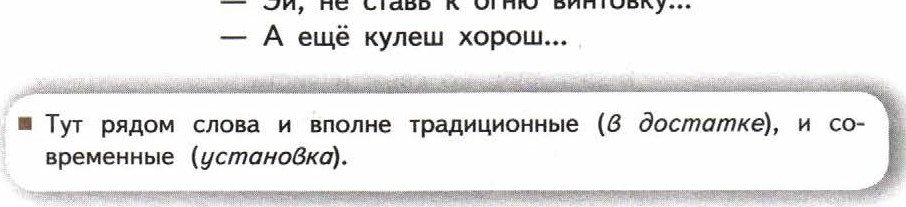 — Эй, не ставь к огню винтовку...
— А ещё кулеш хорош...
Тут рядом слова и вполне традиционные (в достатке), и со-
временные (установка).